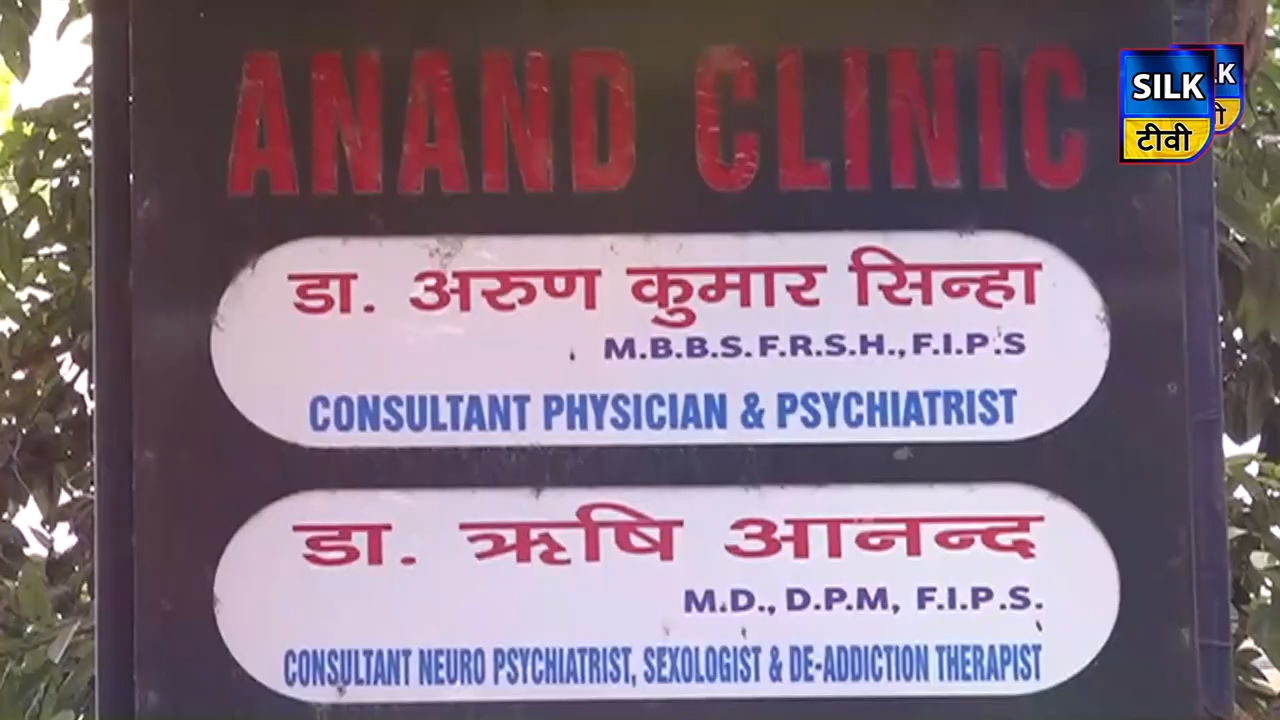 ANAND CLINIC
SILK
टीवी
डा. अरुण कुमार सिन्हा
M.B.B.S. F.R.S.H., F.I.P.S
CONSULTANT PHYSICIAN & PSYCHIATRIST
डा. ऋषि आनन्द
M.D., D.P.M, F.I.P.S.
CONSULTANT NEURO PSYCHIATRIST, SEXOLOGIST & DE-ADDICTION THERAPIST